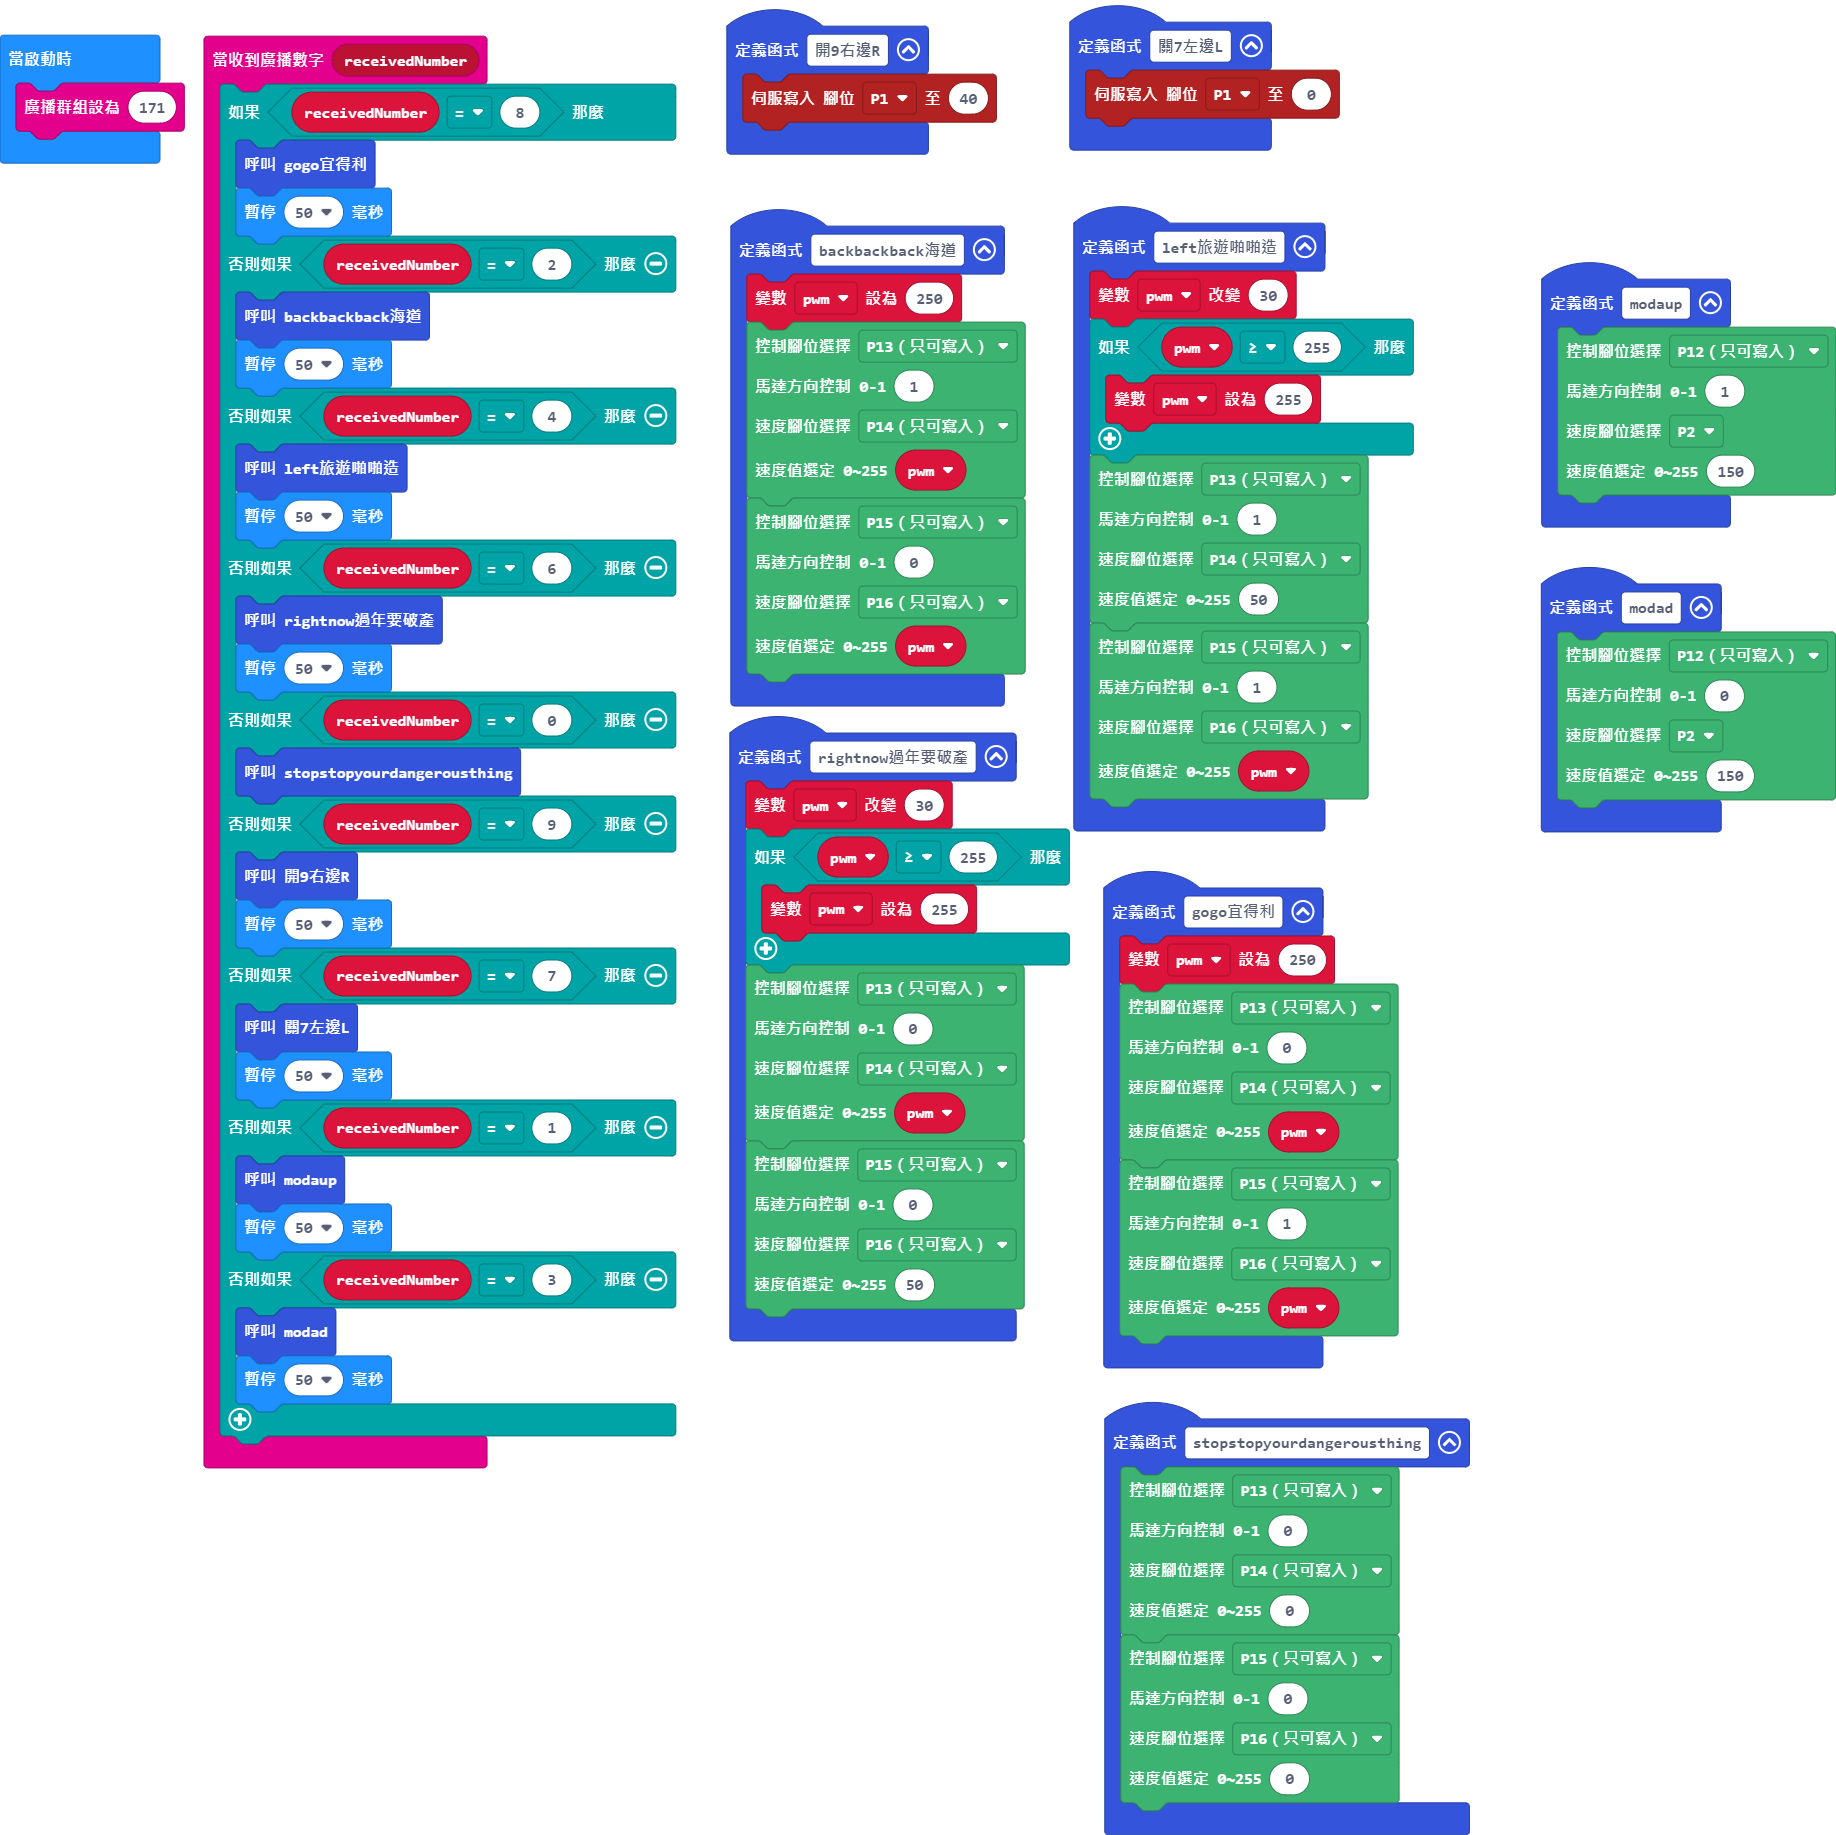 當啟動時
廣播群組設為 171
當收到廣播數字 receivedNumber
如果 receivedNumber = 8 那麼
呼叫 gogo宜得利
暫停 50 毫秒
否則如果 receivedNumber = 2 那麼
呼叫 backbackback海道
暫停 50 毫秒
否則如果 receivedNumber = 4 那麼
呼叫 left旅遊啪啪造
暫停 50 毫秒
否則如果 receivedNumber = 6 那麼
呼叫 rightnow過年要破產
暫停 50 毫秒
否則如果 receivedNumber = 0 那麼
呼叫 stopstopyourdangerousthing
否則如果 receivedNumber = 9 那麼
呼叫 開9右邊R
暫停 50 毫秒
否則如果 receivedNumber = 7 那麼
呼叫 關7左邊L
暫停 50 毫秒
否則如果 receivedNumber = 1 那麼
呼叫 modaup
暫停 50 毫秒
否則如果 receivedNumber = 3 那麼
呼叫 modad
暫停 50 毫秒
定義函式 開9右邊R
伺服寫入 腳位 P1 至 40
定義函式 關7左邊L
伺服寫入 腳位 P1 至 0
定義函式 backbackback海道
變數 pwm 設為 250
控制腳位選擇 P13（只可寫入）
馬達方向控制 0-1 1
速度腳位選擇 P14（只可寫入）
速度值選定 0~255 pwm
控制腳位選擇 P15（只可寫入）
馬達方向控制 0-1 0
速度腳位選擇 P16（只可寫入）
速度值選定 0~255 pwm
定義函式 left旅遊啪啪造
變數 pwm 改變 30
如果 pwm ≥ 255 那麼
變數 pwm 設為 255
控制腳位選擇 P13（只可寫入）
馬達方向控制 0-1 1
速度腳位選擇 P14（只可寫入）
速度值選定 0~255 50
控制腳位選擇 P15（只可寫入）
馬達方向控制 0-1 1
速度腳位選擇 P16（只可寫入）
速度值選定 0~255 pwm
定義函式 modaup
控制腳位選擇 P12（只可寫入）
馬達方向控制 0-1 1
速度腳位選擇 P2
速度值選定 0~255 150
定義函式 modad
控制腳位選擇 P12（只可寫入）
馬達方向控制 0-1 0
速度腳位選擇 P2
速度值選定 0~255 150
定義函式 rightnow過年要破產
變數 pwm 改變 30
如果 pwm ≥ 255 那麼
變數 pwm 設為 255
控制腳位選擇 P13（只可寫入）
馬達方向控制 0-1 0
速度腳位選擇 P14（只可寫入）
速度值選定 0~255 pwm
控制腳位選擇 P15（只可寫入）
馬達方向控制 0-1 0
速度腳位選擇 P16（只可寫入）
速度值選定 0~255 50
定義函式 gogo宜得利
變數 pwm 設為 250
控制腳位選擇 P13（只可寫入）
馬達方向控制 0-1 0
速度腳位選擇 P14（只可寫入）
速度值選定 0~255 pwm
控制腳位選擇 P15（只可寫入）
馬達方向控制 0-1 1
速度腳位選擇 P16（只可寫入）
速度值選定 0~255 pwm
定義函式 stopstopyourdangerousthing
控制腳位選擇 P13（只可寫入）
馬達方向控制 0-1 0
速度腳位選擇 P14（只可寫入）
速度值選定 0~255 0
控制腳位選擇 P15（只可寫入）
馬達方向控制 0-1 0
速度腳位選擇 P16（只可寫入）
速度值選定 0~255 0